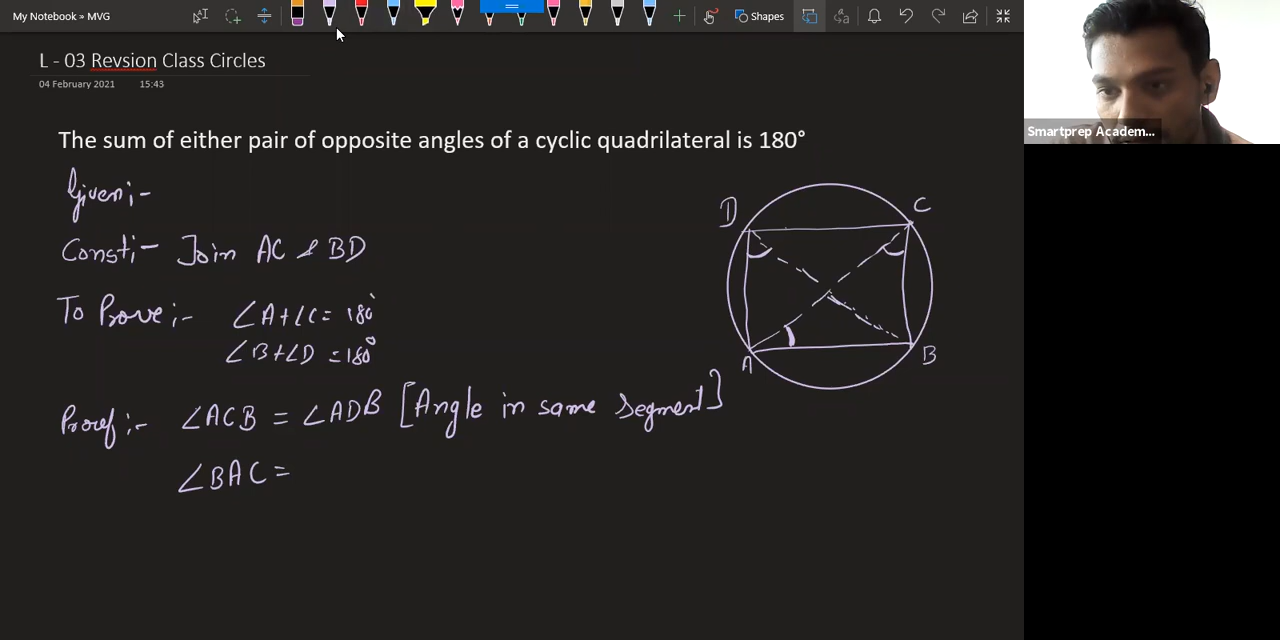 My Notebook » MVG
Shapes
L - 03 Revsion Class Circles
04 February 2021 15:43
Smartprep Academ...
The sum of either pair of opposite angles of a cyclic quadrilateral is 180°
Given:-
Const:- Join AC & BD
To Prove:- ∠A+∠C = 180°
∠B+∠D = 180°
Proof:- ∠ACB = ∠ADB [Angle in same segment]
∠BAC =
D
C
A
B